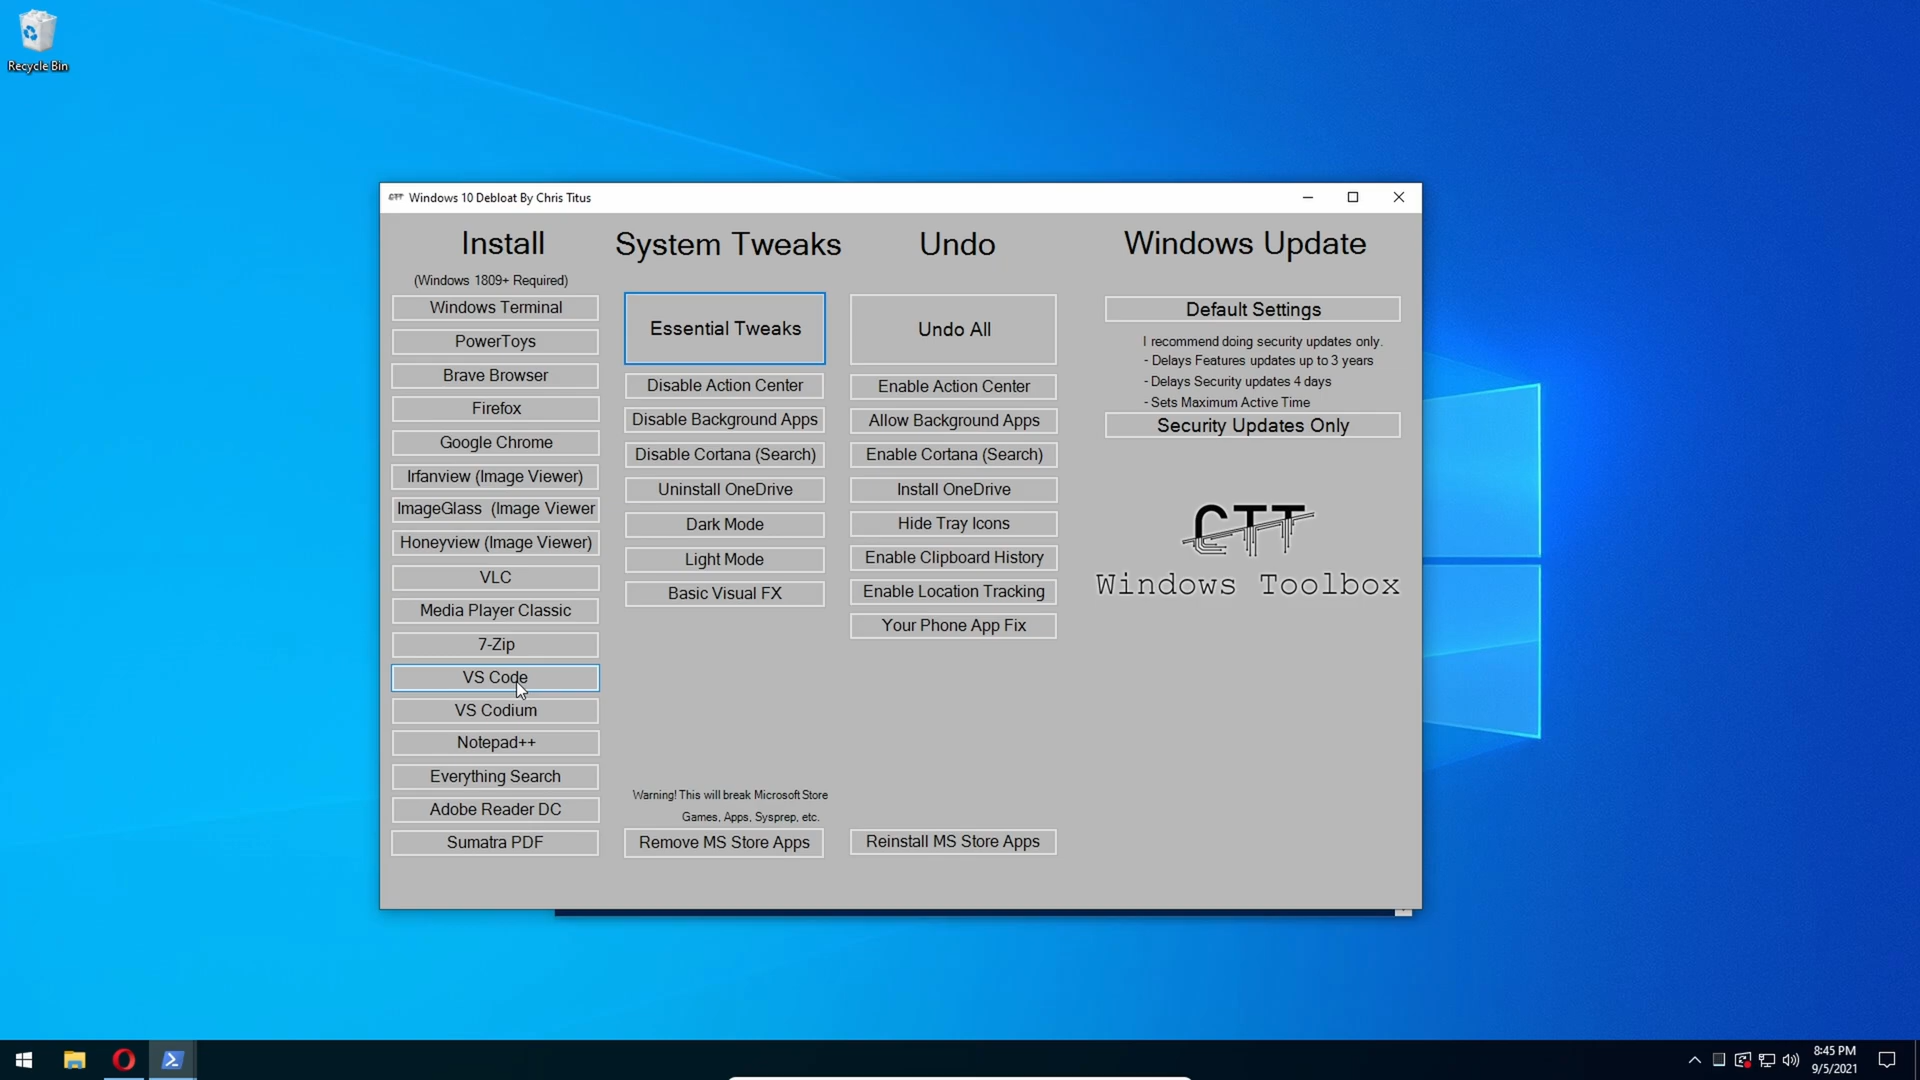 Recycle Bin
CTT Windows 10 Debloat By Chris Titus
Install
(Windows 1809+ Required)
Windows Terminal
PowerToys
Brave Browser
Firefox
Google Chrome
Irfanview (Image Viewer)
ImageGlass (Image Viewer
Honeyview (Image Viewer)
VLC
Media Player Classic
7-Zip
VS Code
VS Codium
Notepad++
Everything Search
Adobe Reader DC
Sumatra PDF
System Tweaks
Essential Tweaks
Disable Action Center
Disable Background Apps
Disable Cortana (Search)
Uninstall OneDrive
Dark Mode
Light Mode
Basic Visual FX
Warning! This will break Microsoft Store
Games, Apps, Sysprep, etc.
Remove MS Store Apps
Undo
Undo All
Enable Action Center
Allow Background Apps
Enable Cortana (Search)
Install OneDrive
Hide Tray Icons
Enable Clipboard History
Enable Location Tracking
Your Phone App Fix
Reinstall MS Store Apps
Windows Update
Default Settings
I recommend doing security updates only.
- Delays Features updates up to 3 years
- Delays Security updates 4 days
- Sets Maximum Active Time
Security Updates Only
CTT
Windows Toolbox
8:45 PM
9/5/2021